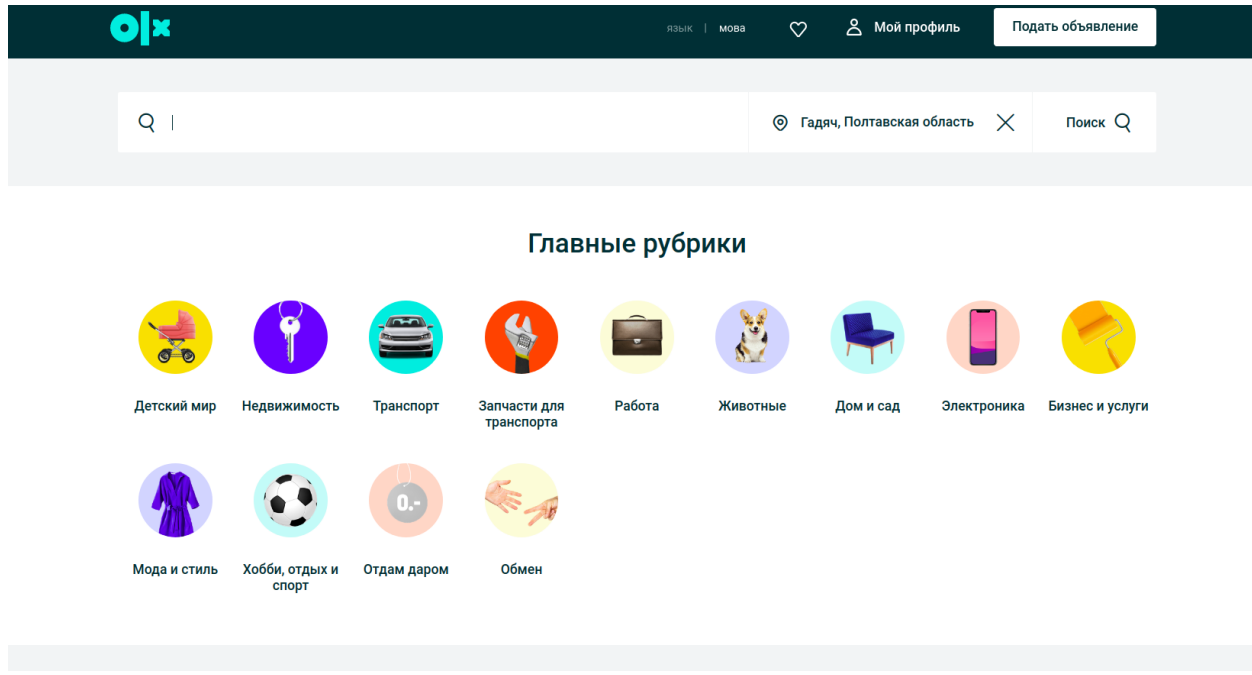 olx
язык | мова
Мой профиль
Подать объявление
Гадяч, Полтавская область
Поиск
Главные рубрики
Детский мир
Недвижимость
Транспорт
Запчасти для
транспорта
Работа
Животные
Дом и сад
Электроника
Бизнес и услуги
Мода и стиль
Хобби, отдых и
спорт
0.-
Отдам даром
Обмен